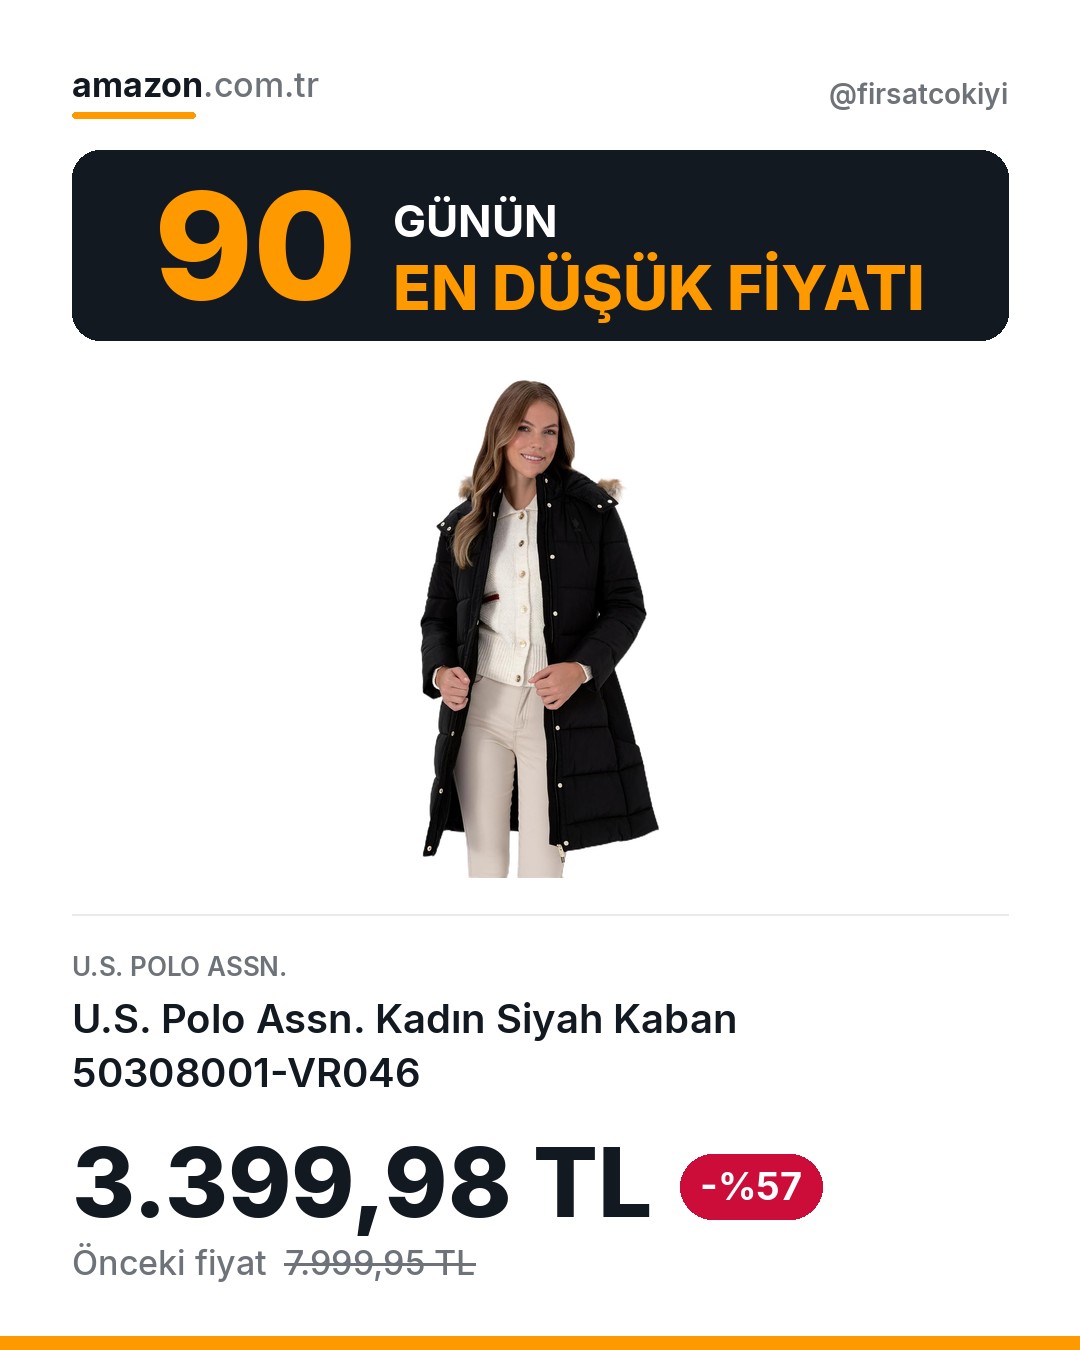 amazon.com.tr
@firsatcokiyi
90 GÜNÜN
EN DÜŞÜK FİYATI
U.S. POLO ASSN.
U.S. Polo Assn. Kadın Siyah Kaban
50308001-VR046
3.399,98 TL -%57
Önceki fiyat 7.999,95 TL